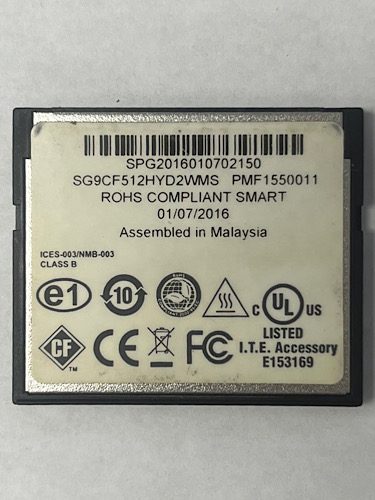 SPG2016010702150
SG9CF512HYD2WMS PMF1550011
ROHS COMPLIANT SMART
01/07/2016
Assembled in Malaysia
ICES-003/NMB-003
CLASS B
e1
10
c UL US
LISTED
I.T.E. Accessory
E153169
CF TM
CE
FC